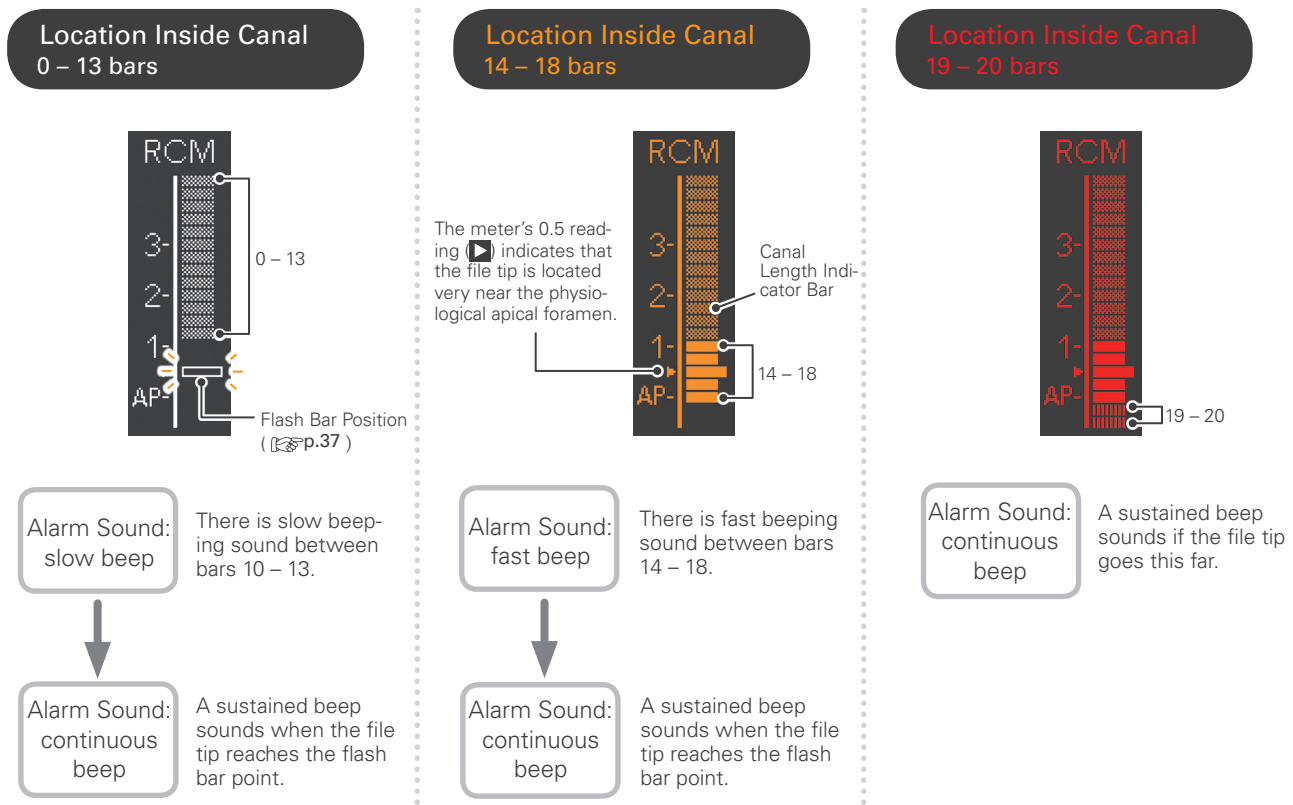 Location Inside Canal
0 – 13 bars
RCM
3-
2-
1-
AP-
0 – 13
Flash Bar Position
( p.37 )
Alarm Sound:
slow beep
There is slow beep-
ing sound between
bars 10 – 13.
Alarm Sound:
continuous
beep
A sustained beep
sounds when the file
tip reaches the flash
bar point.
Location Inside Canal
14 – 18 bars
RCM
3-
2-
1-
AP-
The meter's 0.5 read-
ing ( ) indicates that
the file tip is located
very near the physio-
logical apical foramen.
Canal
Length Indi-
cator Bar
14 – 18
Alarm Sound:
fast beep
There is fast beeping
sound between bars
14 – 18.
Alarm Sound:
continuous
beep
A sustained beep
sounds when the file
tip reaches the flash
bar point.
Location Inside Canal
19 – 20 bars
RCM
3-
2-
1-
AP-
19 – 20
Alarm Sound:
continuous
beep
A sustained beep
sounds if the file tip
goes this far.